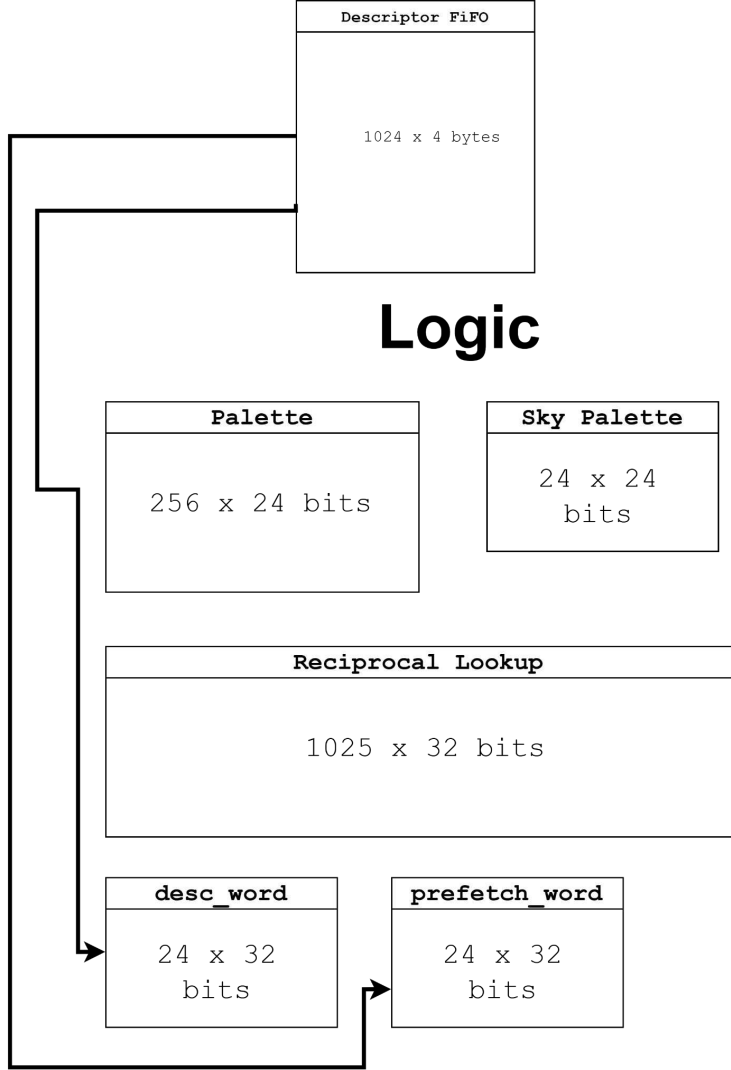 Descriptor FiFO
1024 x 4 bytes
Logic
Palette
256 x 24 bits
Sky Palette
24 x 24
bits
Reciprocal Lookup
1025 x 32 bits
desc_word
24 x 32
bits
prefetch_word
24 x 32
bits